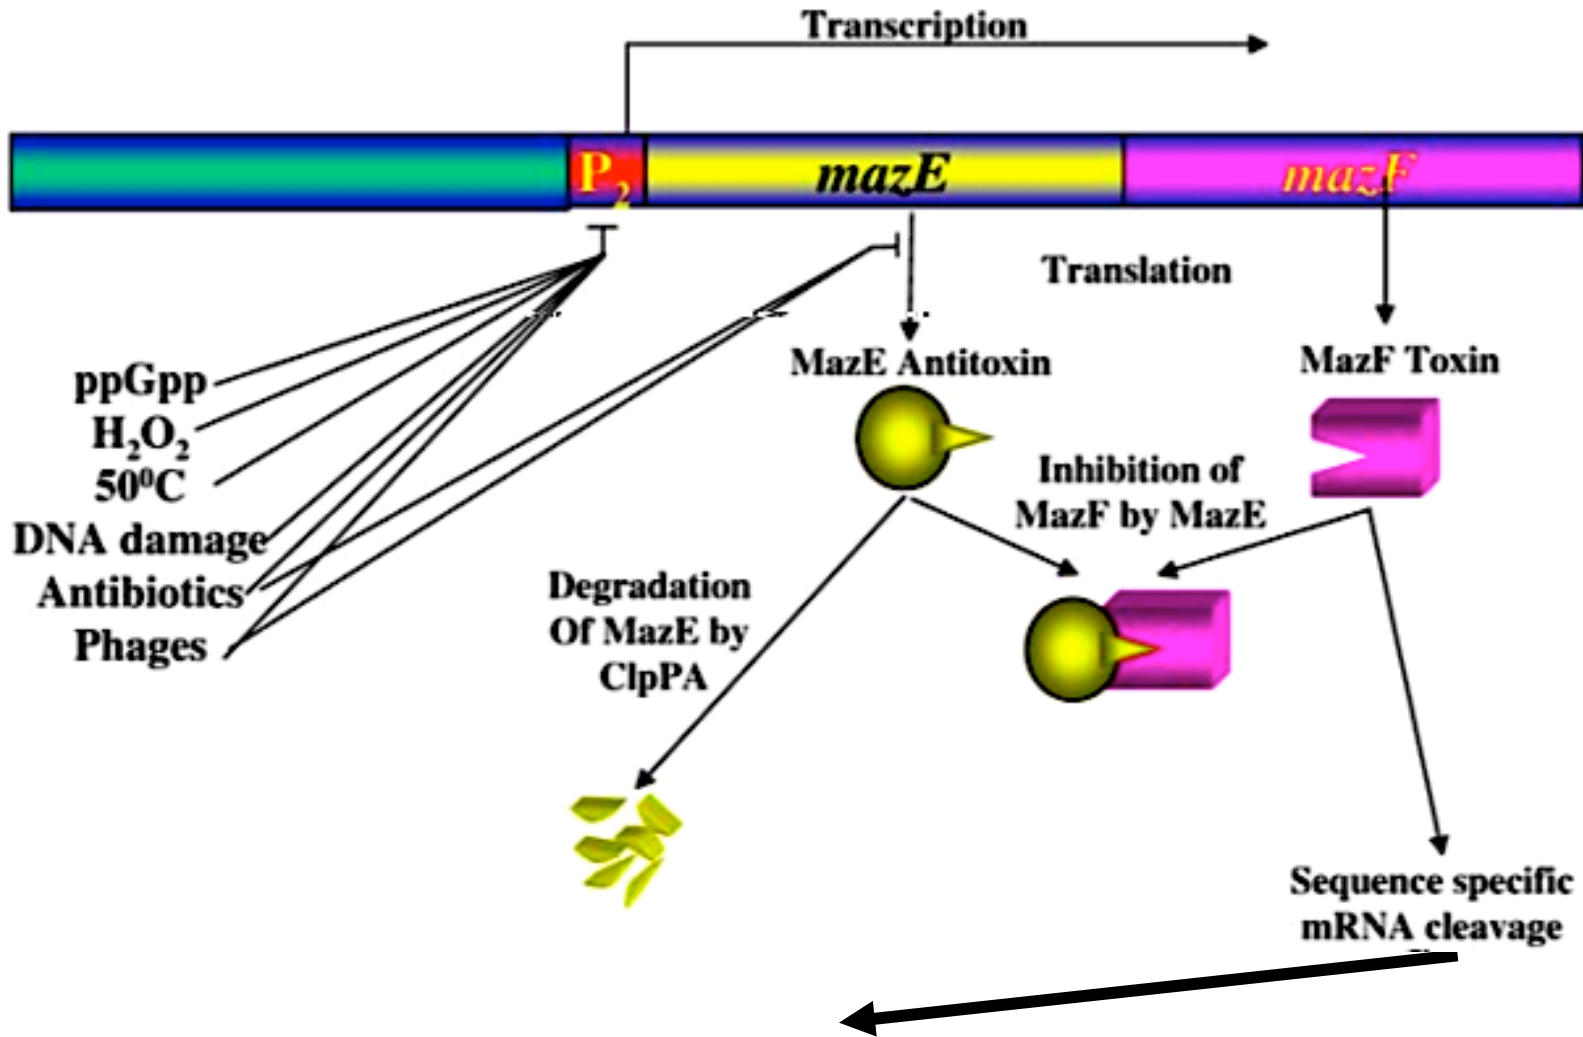 Transcription
P₂
mazE
mazF
Translation
MazE Antitoxin
MazF Toxin
ppGpp
H₂O₂
50⁰C
DNA damage
Antibiotics
Phages
Inhibition of
MazF by MazE
Degradation
Of MazE by
ClpPA
Sequence specific
mRNA cleavage